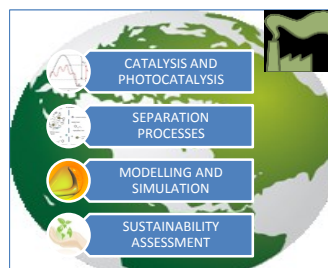 CATALYSIS AND
PHOTOCATALYSIS
SEPARATION
PROCESSES
MODELLING AND
SIMULATION
SUSTAINABILITY
ASSESSMENT